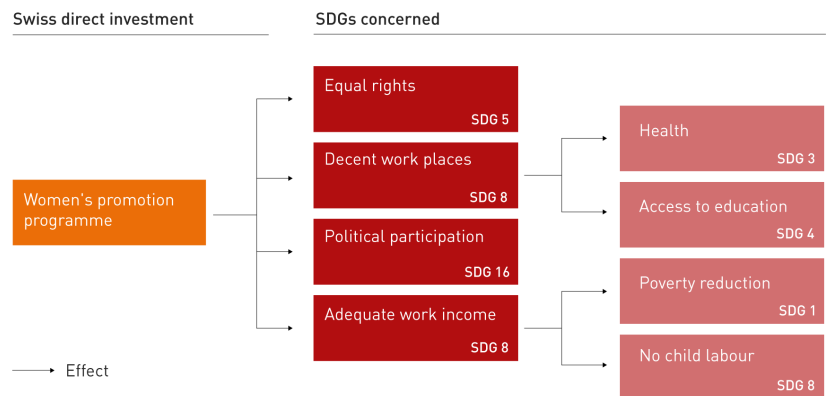 Swiss direct investment
SDGs concerned
Women's promotion
programme
Equal rights
SDG 5
Decent work places
SDG 8
Political participation
SDG 16
Adequate work income
SDG 8
Health
SDG 3
Access to education
SDG 4
Poverty reduction
SDG 1
No child labour
SDG 8
Effect